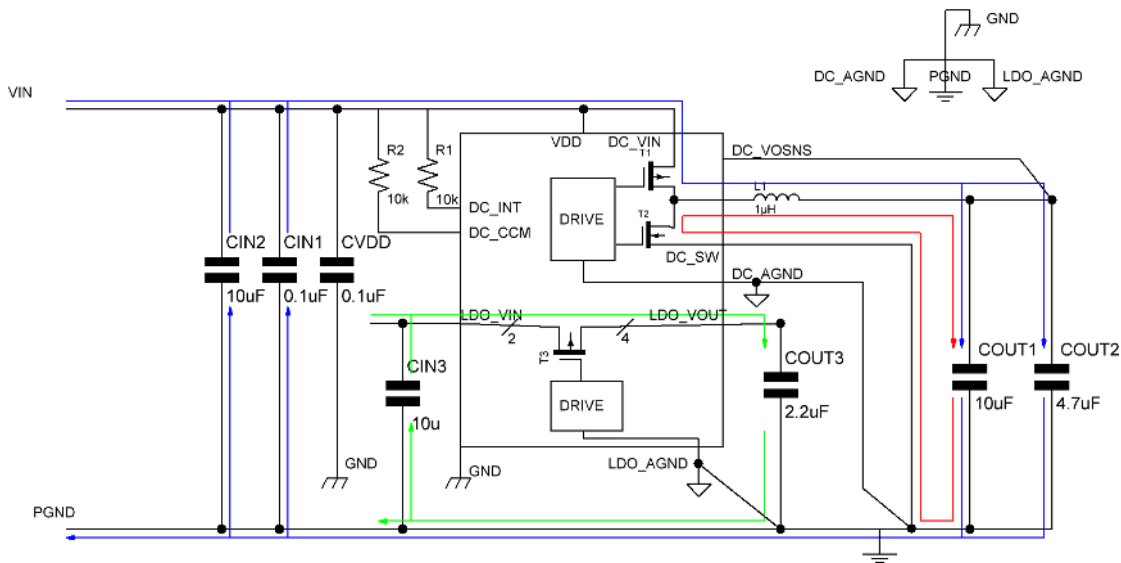 GND
DC_AGND
PGND
LDO_AGND
VIN
VDD
DC_VIN
T1
DC_VOSNS
R2
R1
10k
10k
DC_INT
DC_CCM
DRIVE
T2
L1
1µH
DC_SW
CIN2
CIN1
CVDD
10uF
0.1uF
0.1uF
DC_AGND
LDO_VIN
2
4
LDO_VOUT
T3
CIN3
10u
DRIVE
COUT3
2.2uF
COUT1
COUT2
10uF
4.7uF
GND
GND
LDO_AGND
PGND